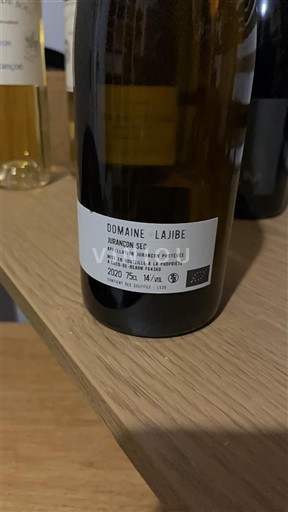 DOMAINE LAJIBE
JURANÇON SEC
APPELLATION JURANÇON PROTÉGÉE
MIS EN BOUTEILLE À LA PROPRIÉTÉ
2020 75cL 14%VOL
CONTIENT DES SULFITES - L520